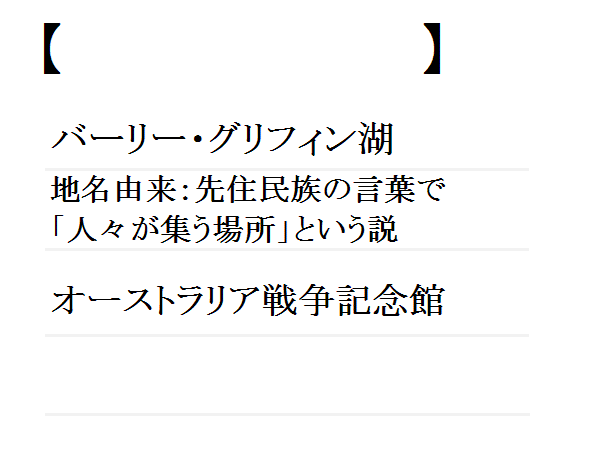 【 】
バーリー・グリフィン湖
地名由来：先住民族の言葉で
「人々が集う場所」という説
オーストラリア戦争記念館